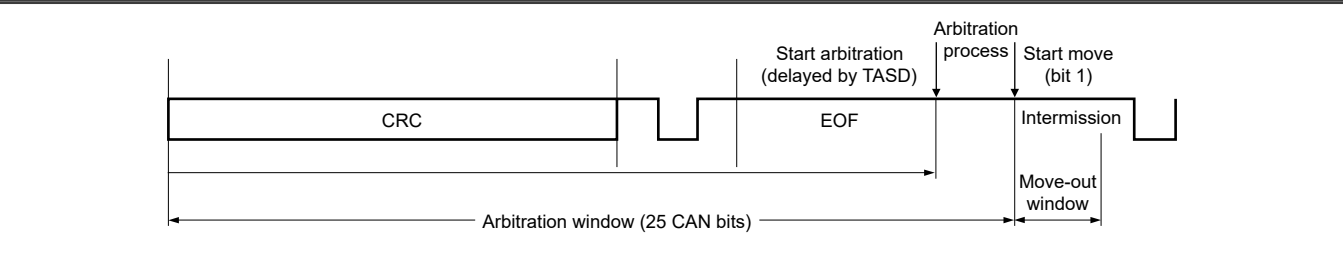 Arbitration
process
Start arbitration
(delayed by TASD)
Start move
(bit 1)
CRC
EOF
Intermission
Move-out
window
Arbitration window (25 CAN bits)